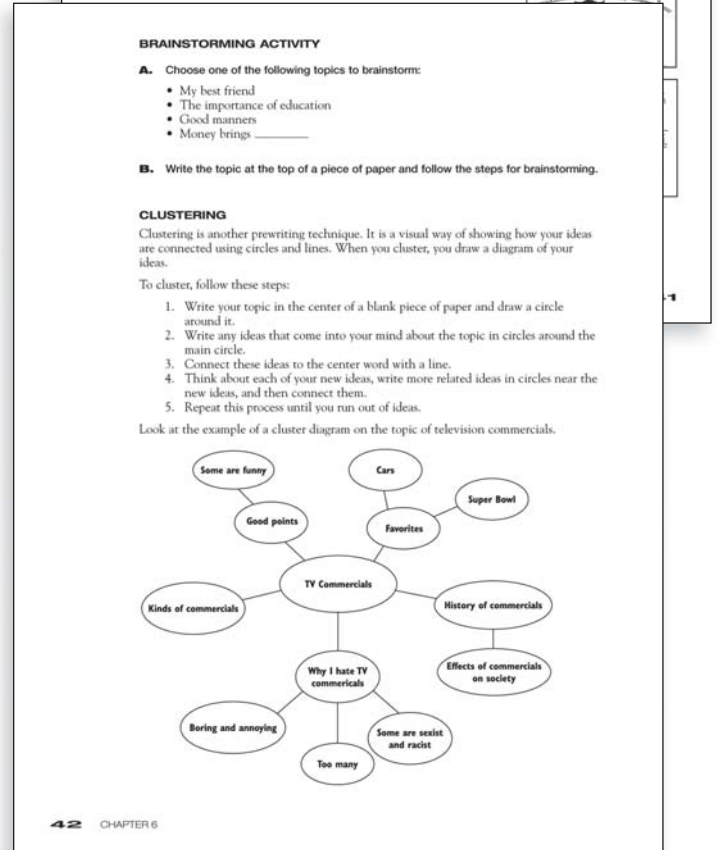 BRAINSTORMING ACTIVITY
A. Choose one of the following topics to brainstorm:
• My best friend
• The importance of education
• Good manners
• Money brings ________
B. Write the topic at the top of a piece of paper and follow the steps for brainstorming.
CLUSTERING
Clustering is another prewriting technique. It is a visual way of showing how your ideas
are connected using circles and lines. When you cluster, you draw a diagram of your
ideas.
To cluster, follow these steps:
1. Write your topic in the center of a blank piece of paper and draw a circle
around it.
2. Write any ideas that come into your mind about the topic in circles around the
main circle.
3. Connect these ideas to the center word with a line.
4. Think about each of your new ideas, write more related ideas in circles near the
new ideas, and then connect them.
5. Repeat this process until you run out of ideas.
Look at the example of a cluster diagram on the topic of television commercials.
Some are funny
Cars
Super Bowl
Good points
Favorites
TV Commercials
Kinds of commercials
History of commercials
Why I hate TV
commericals
Effects of commercials
on society
Boring and annoying
Some are sexist
and racist
Too many
42 CHAPTER 6